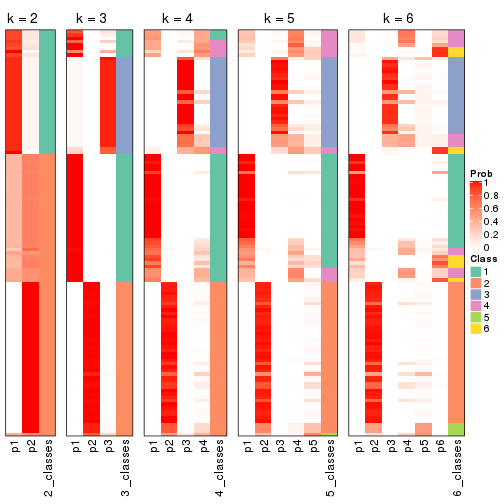 k = 2
k = 3
k = 4
k = 5
k = 6
Prob
1
0.8
0.6
0.4
0.2
0
Class
1
2
3
4
5
6
p1
p2
2_classes
p1
p2
p3
3_classes
p1
p2
p3
p4
4_classes
p1
p2
p3
p4
p5
5_classes
p1
p2
p3
p4
p5
p6
6_classes